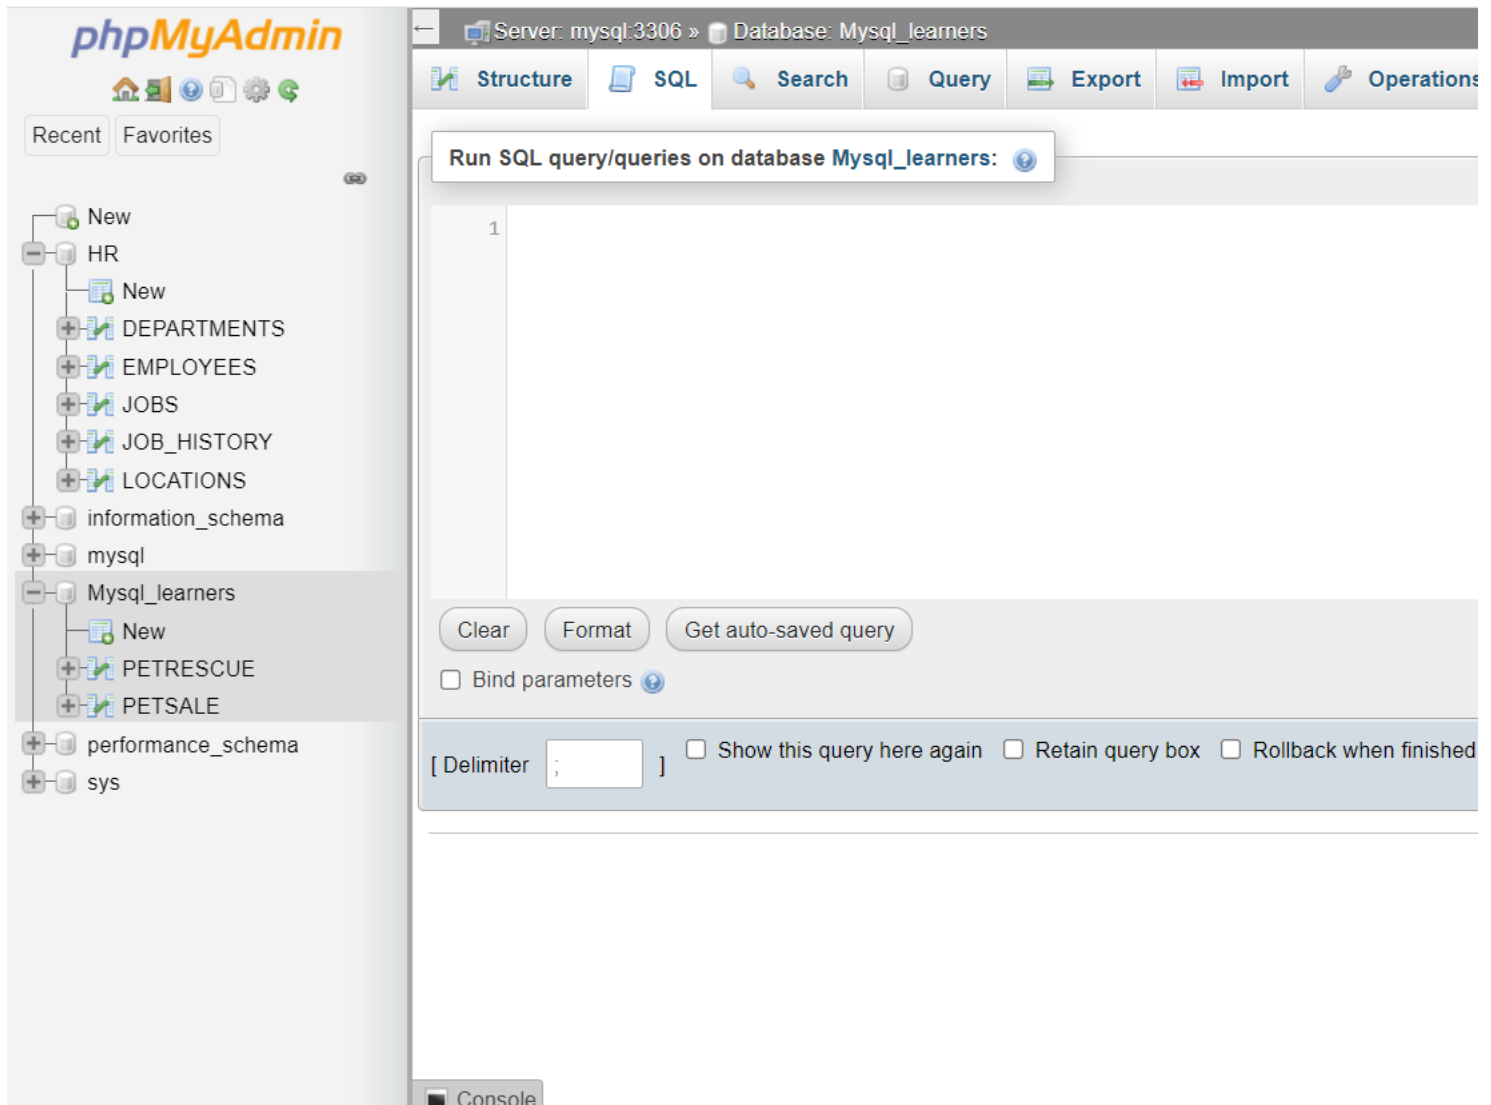 phpMyAdmin
Recent Favorites
New
HR
New
DEPARTMENTS
EMPLOYEES
JOBS
JOB_HISTORY
LOCATIONS
information_schema
mysql
Mysql_learners
New
PETRESCUE
PETSALE
performance_schema
sys
Server: mysql:3306 » Database: Mysql_learners
Structure SQL Search Query Export Import Operations
Run SQL query/queries on database Mysql_learners:
1
Clear Format Get auto-saved query
Bind parameters
[ Delimiter ; ] Show this query here again Retain query box Rollback when finished
Console